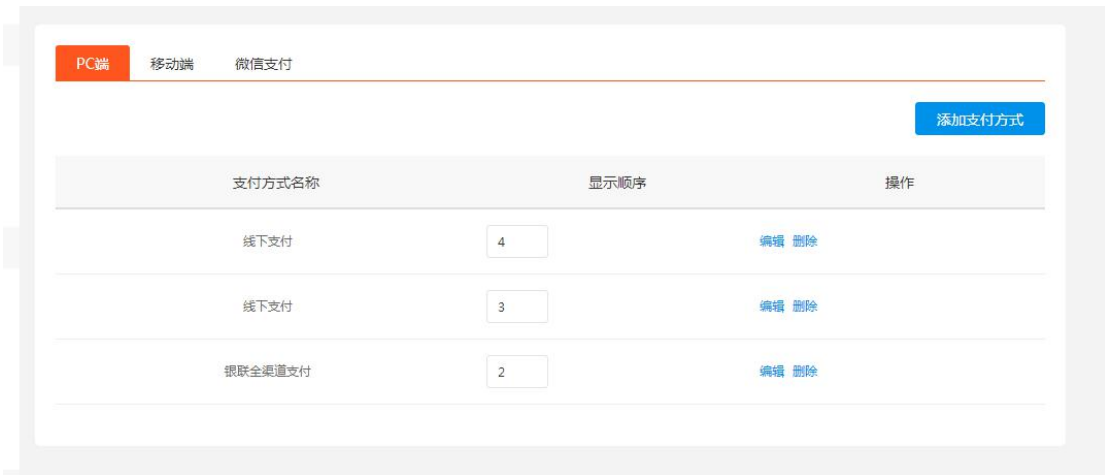 PC端 移动端 微信支付
添加支付方式
支付方式名称 显示顺序 操作
线下支付 4 编辑 删除
线下支付 3 编辑 删除
银联全渠道支付 2 编辑 删除